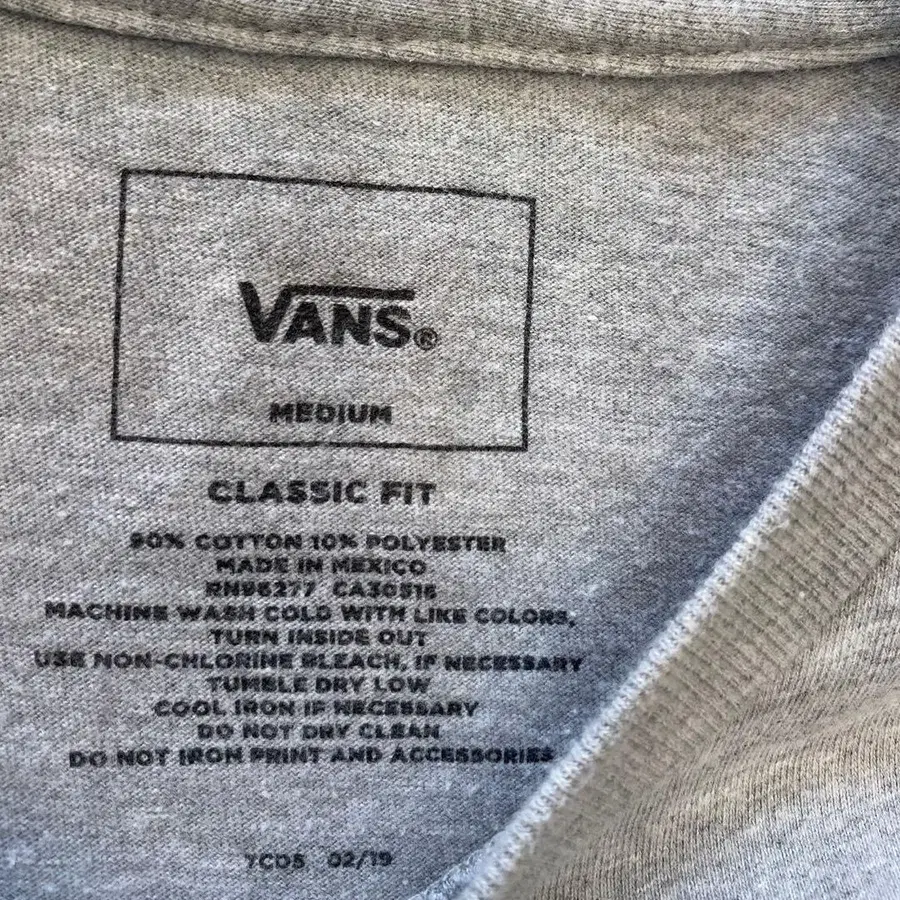 VANS®
MEDIUM
CLASSIC FIT
90% COTTON 10% POLYESTER
MADE IN MEXICO
RN96277 CA30516
MACHINE WASH COLD WITH LIKE COLORS,
TURN INSIDE OUT
USE NON-CHLORINE BLEACH, IF NECESSARY
TUMBLE DRY LOW
COOL IRON IF NECESSARY
DO NOT DRY CLEAN
DO NOT IRON PRINT AND ACCESSORIES
7CDS 02/19